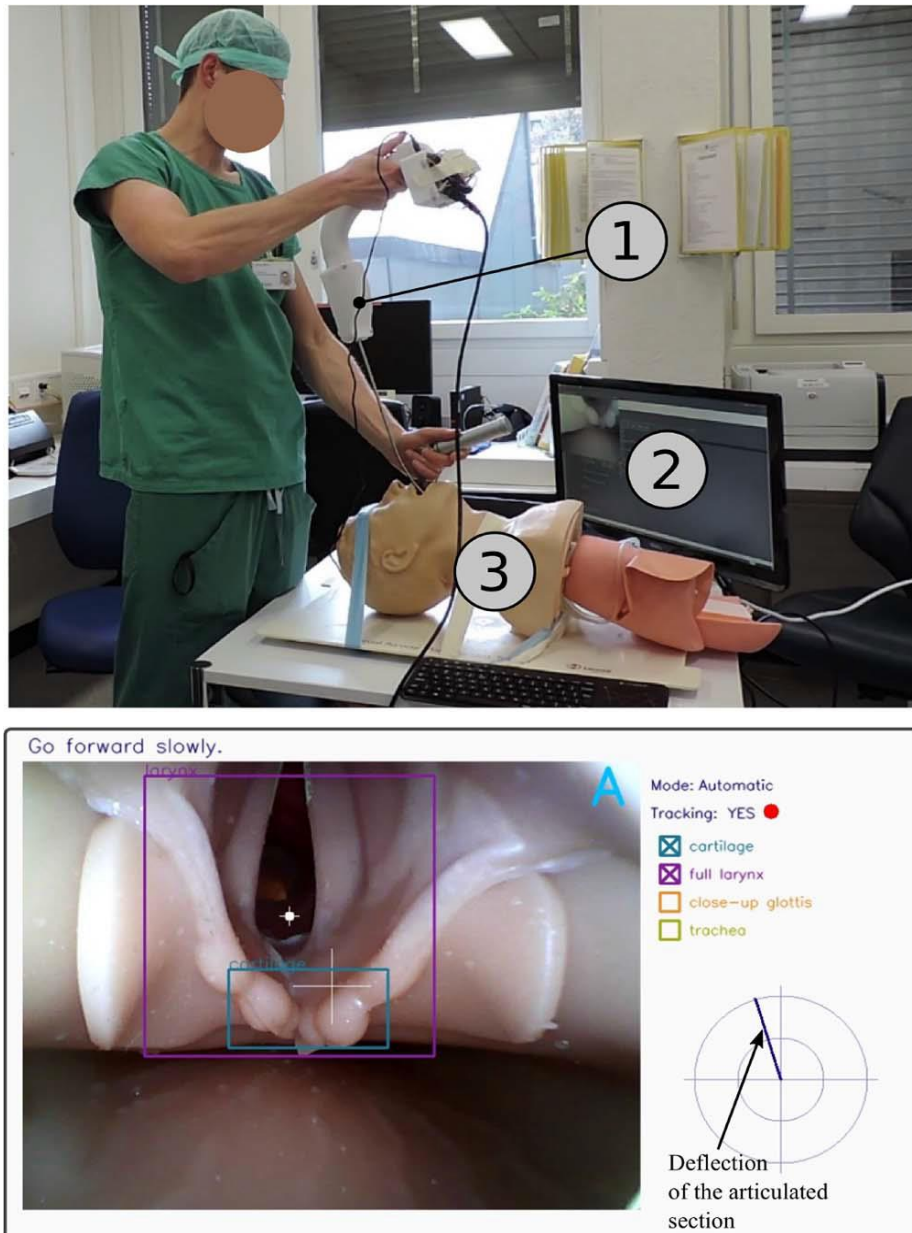 1
2
3
Go forward slowly.
larynx
A
cartilage
Mode: Automatic
Tracking: YES
cartilage
full larynx
close-up glottis
trachea
Deflection
of the articulated
section